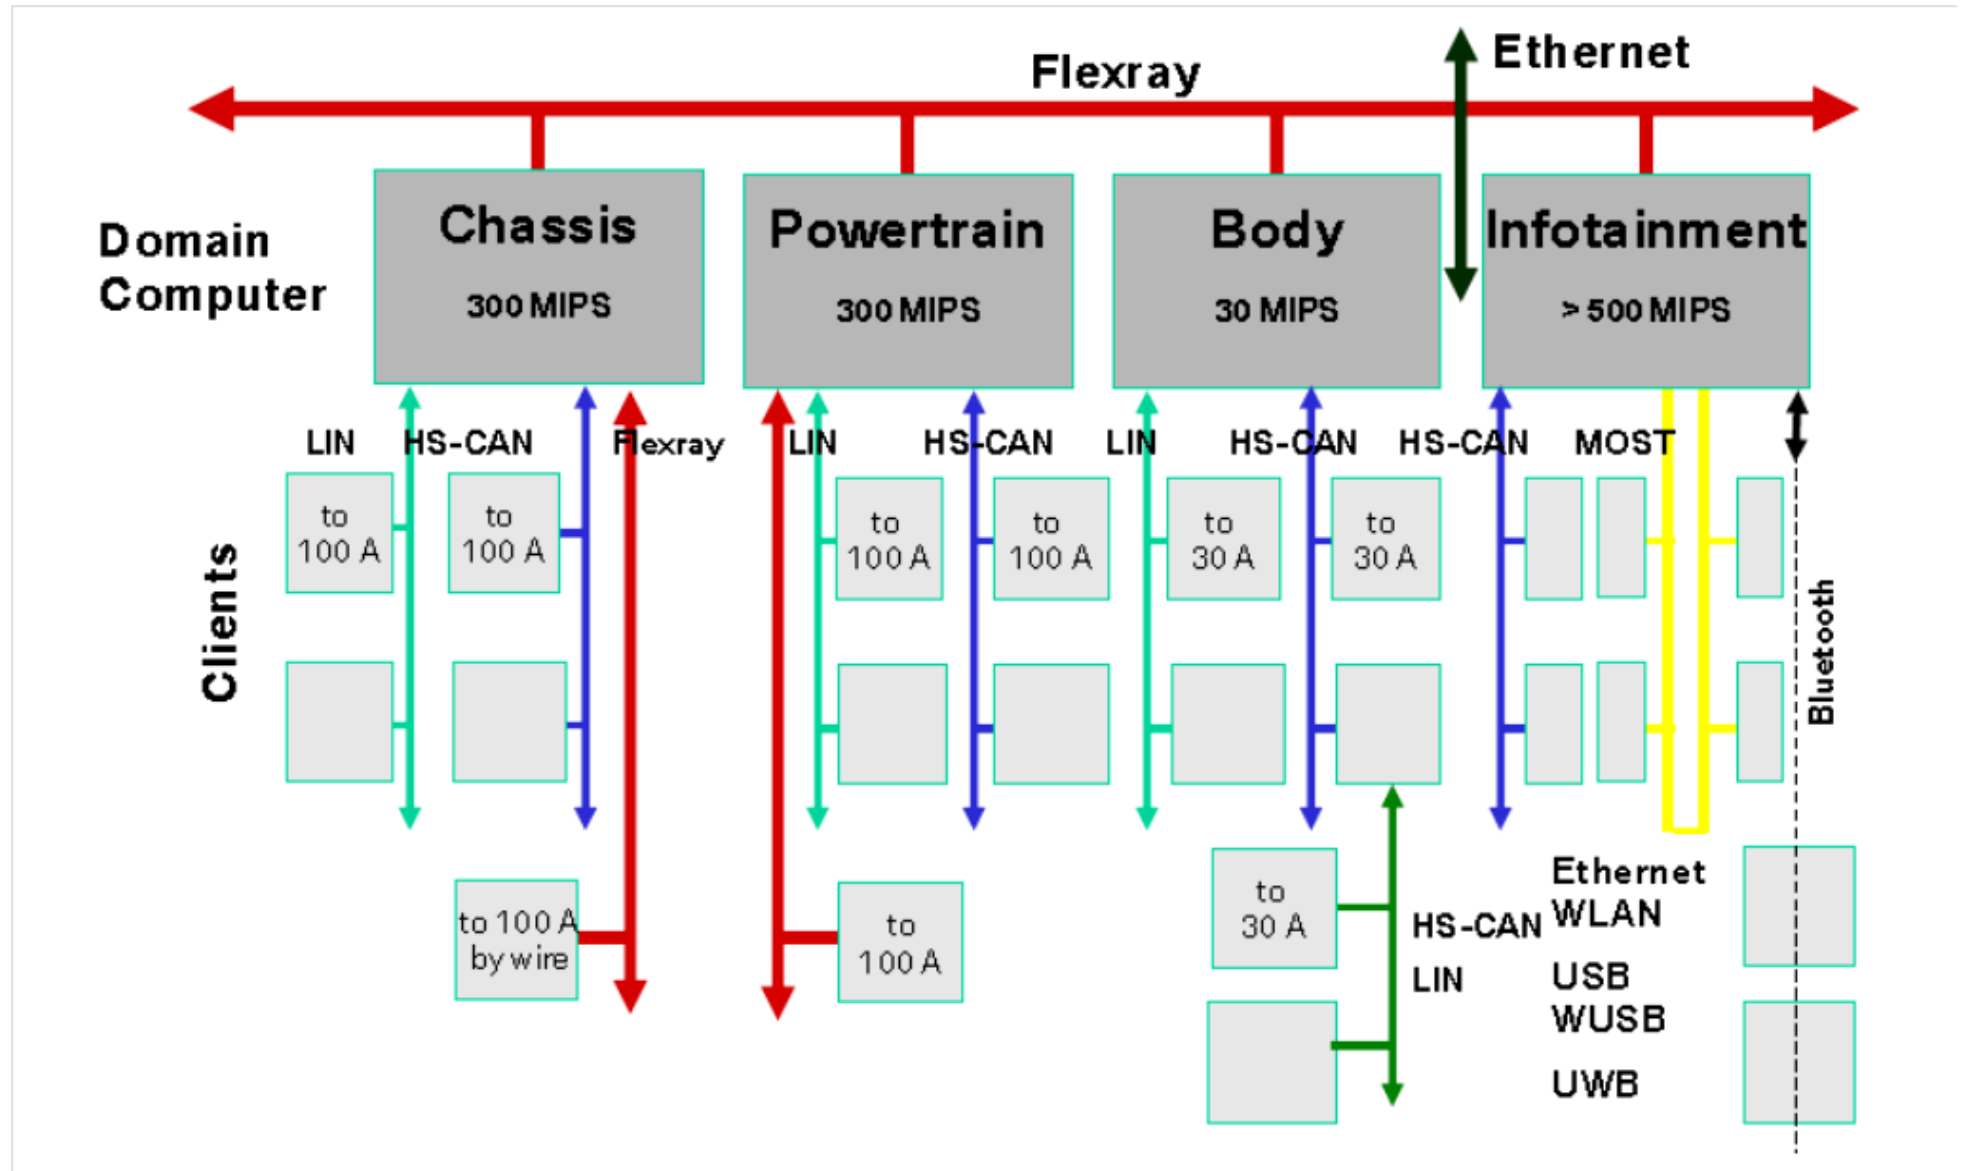 Flexray
Ethernet
Domain
Computer
Chassis
300 MIPS
Powertrain
300 MIPS
Body
30 MIPS
Infotainment
> 500 MIPS
LIN
HS-CAN
Flexray
LIN
HS-CAN
LIN
HS-CAN
HS-CAN
MOST
Clients
to
100 A
to
100 A
to
100 A
to
100 A
to
30 A
to
30 A
Bluetooth
to 100 A
by wire
to
100 A
to
30 A
HS-CAN
LIN
Ethernet
WLAN
USB
WUSB
UWB